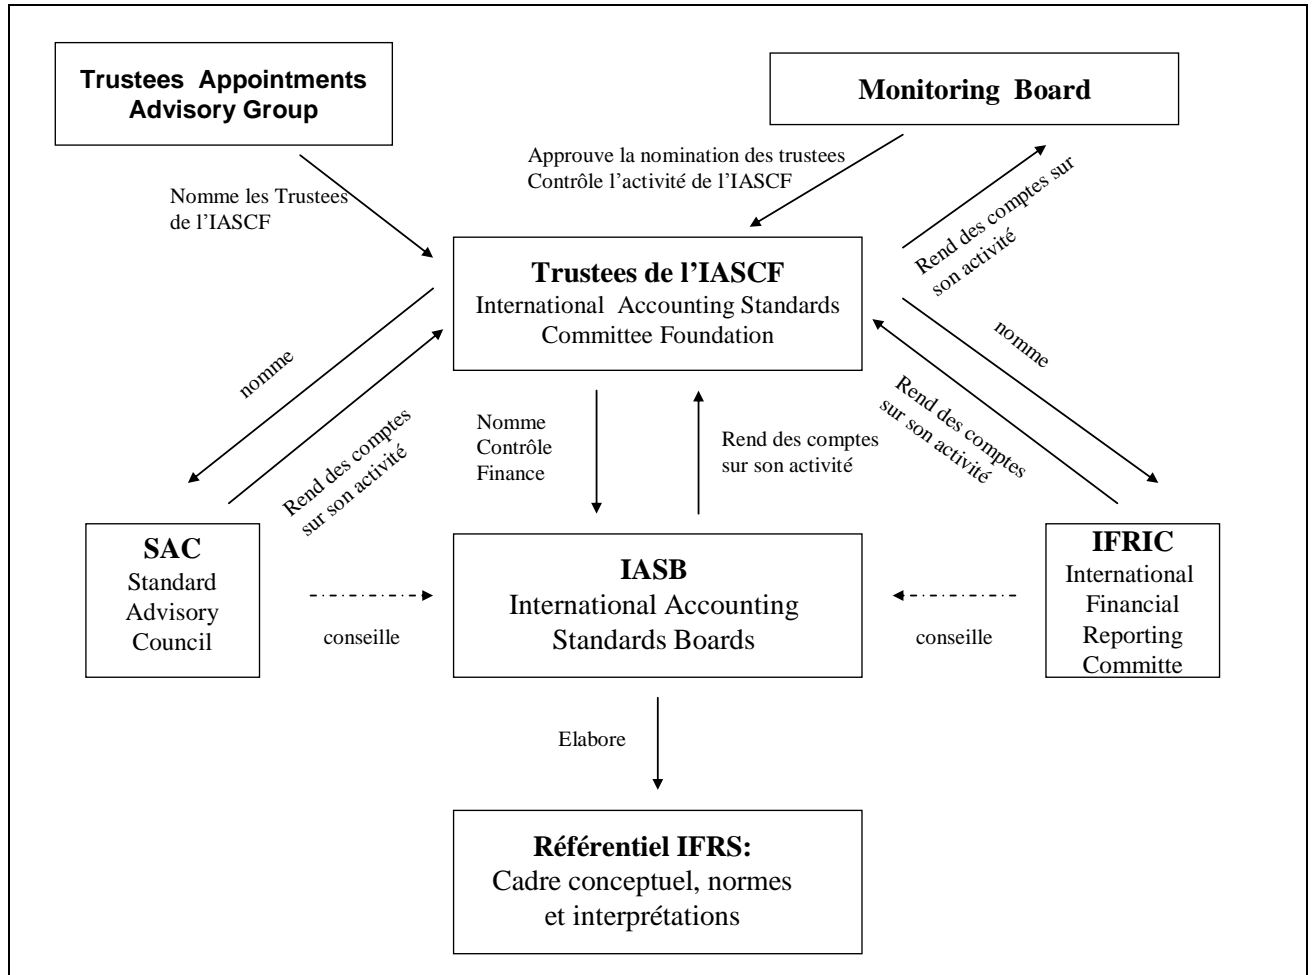 Trustees Appointments
Advisory Group
Monitoring Board
Nomme les Trustees
de l’IASCF
Approuve la nomination des trustees
Contrôle l’activité de l’IASCF
Rend des comptes sur
son activité
Trustees de l’IASCF
International Accounting Standards
Committee Foundation
nomme
Rend des comptes
sur son activité
Nomme
Contrôle
Finance
Rend des comptes
sur son activité
nomme
Rend des comptes
sur son activité
SAC
Standard
Advisory
Council
conseille
IASB
International Accounting
Standards Boards
conseille
IFRIC
International
Financial
Reporting
Committe
Elabore
Référentiel IFRS:
Cadre conceptuel, normes
et interprétations